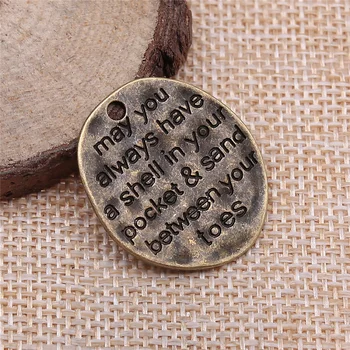 may you
always have
a shell in your
pocket & sand
between your
toes